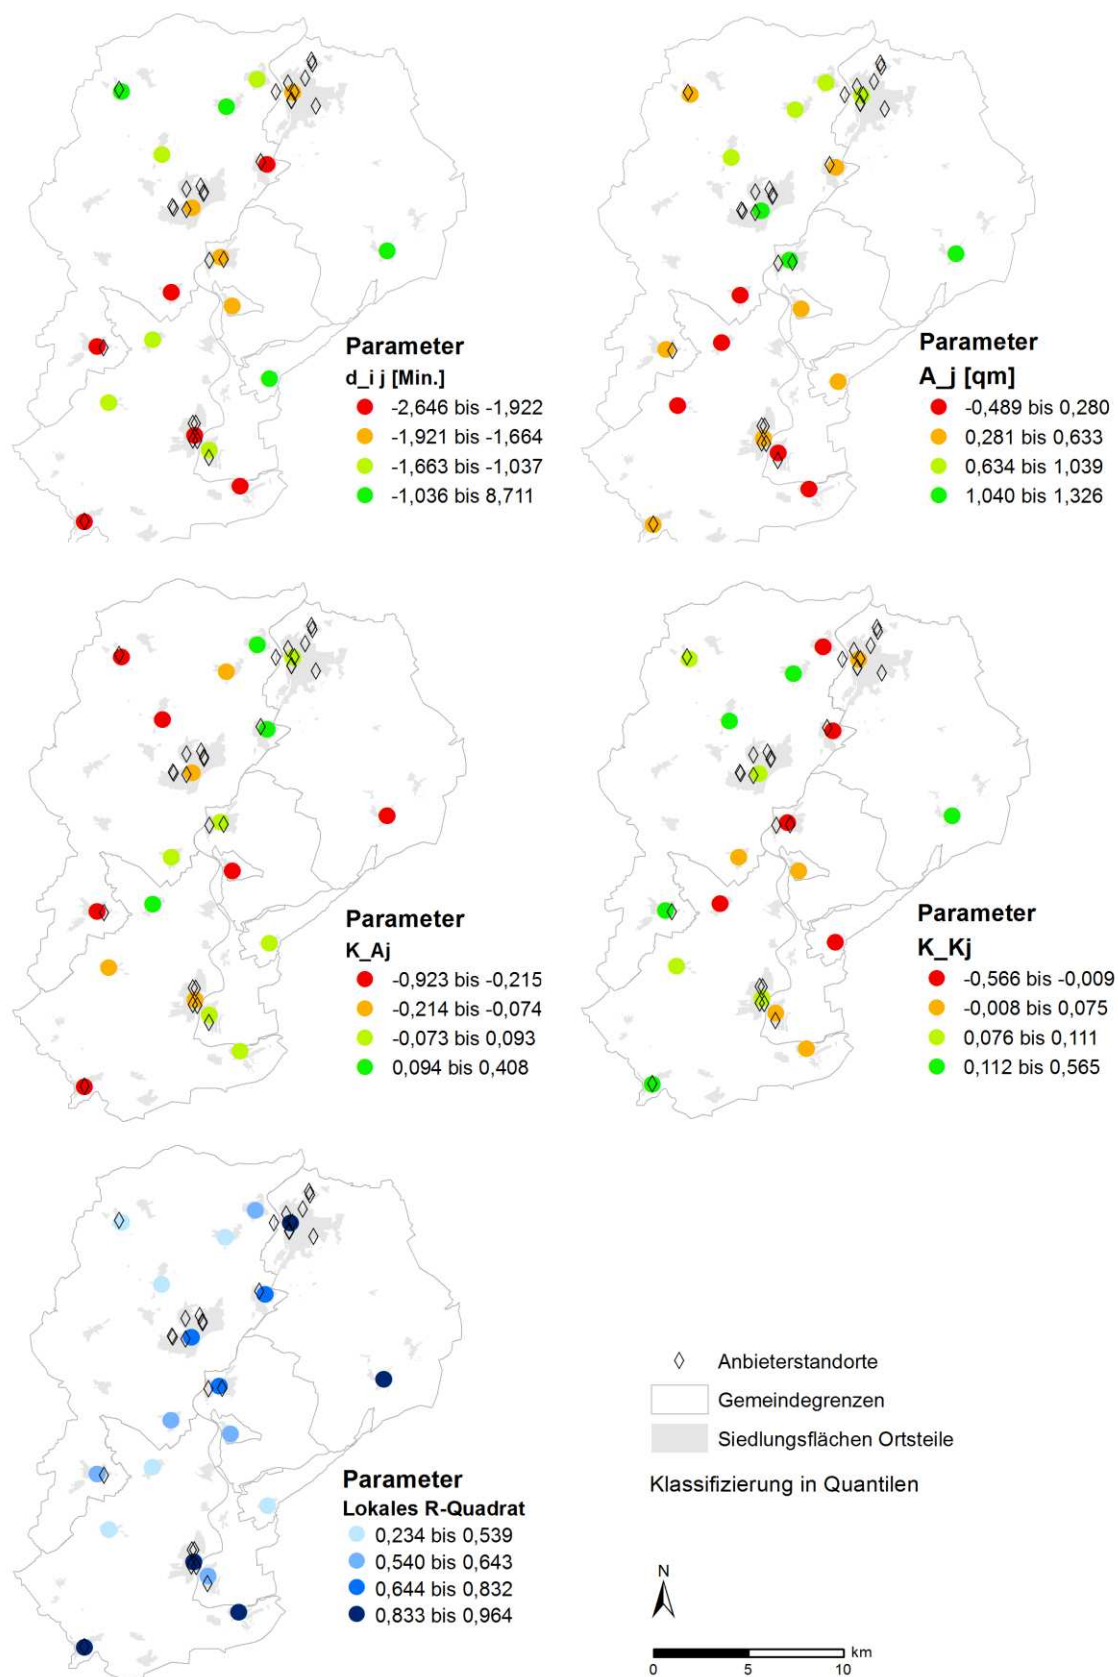 Parameter
d_i j [Min.]
-2,646 bis -1,922
-1,921 bis -1,664
-1,663 bis -1,037
-1,036 bis 8,711
Parameter
A_j [qm]
-0,489 bis 0,280
0,281 bis 0,633
0,634 bis 1,039
1,040 bis 1,326
Parameter
K_Aj
-0,923 bis -0,215
-0,214 bis -0,074
-0,073 bis 0,093
0,094 bis 0,408
Parameter
K_Kj
-0,566 bis -0,009
-0,008 bis 0,075
0,076 bis 0,111
0,112 bis 0,565
Parameter
Lokales R-Quadrat
0,234 bis 0,539
0,540 bis 0,643
0,644 bis 0,832
0,833 bis 0,964
Anbieterstandorte
Gemeindegrenzen
Siedlungsflächen Ortsteile
Klassifizierung in Quantilen
N
km
0 5 10